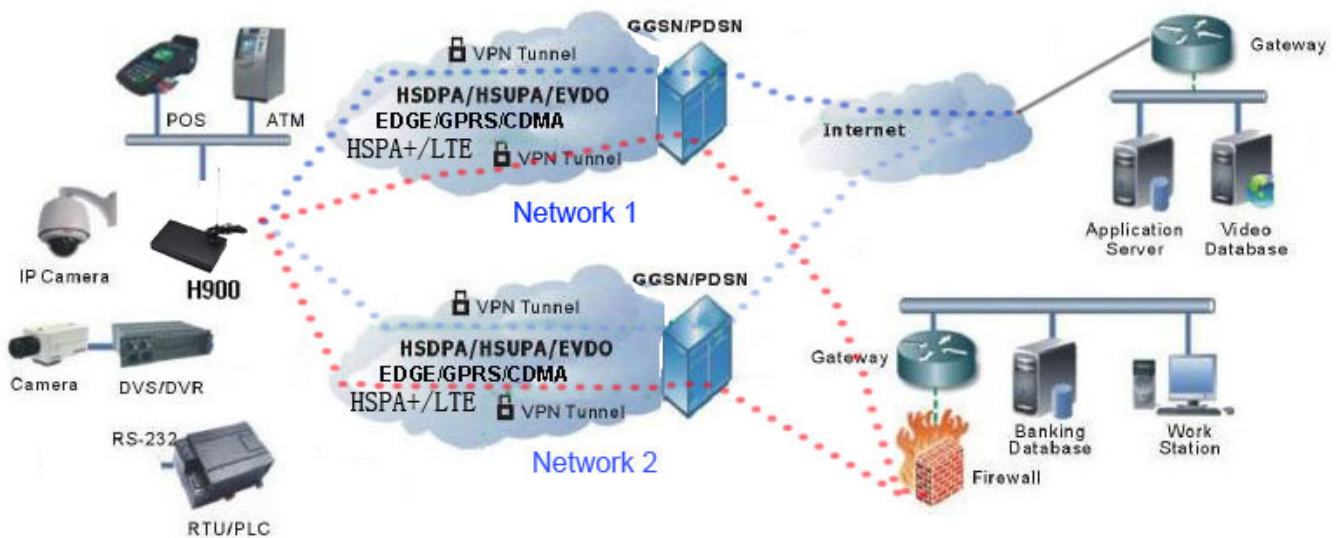 GGSN/PDSN
VPN Tunnel
Gateway
HSDPA/HSUPA/EVDO
EDGE/GPRS/CDMA
HSPA+/LTE
VPN Tunnel
POS
ATM
Internet
Network 1
Application
Server
Video
Database
IP Camera
H900
GGSN/PDSN
VPN Tunnel
HSDPA/HSUPA/EVDO
EDGE/GPRS/CDMA
HSPA+/LTE
VPN Tunnel
Gateway
Camera
DVS/DVR
RS-232
Network 2
Banking
Database
Work
Station
Firewall
RTU/PLC